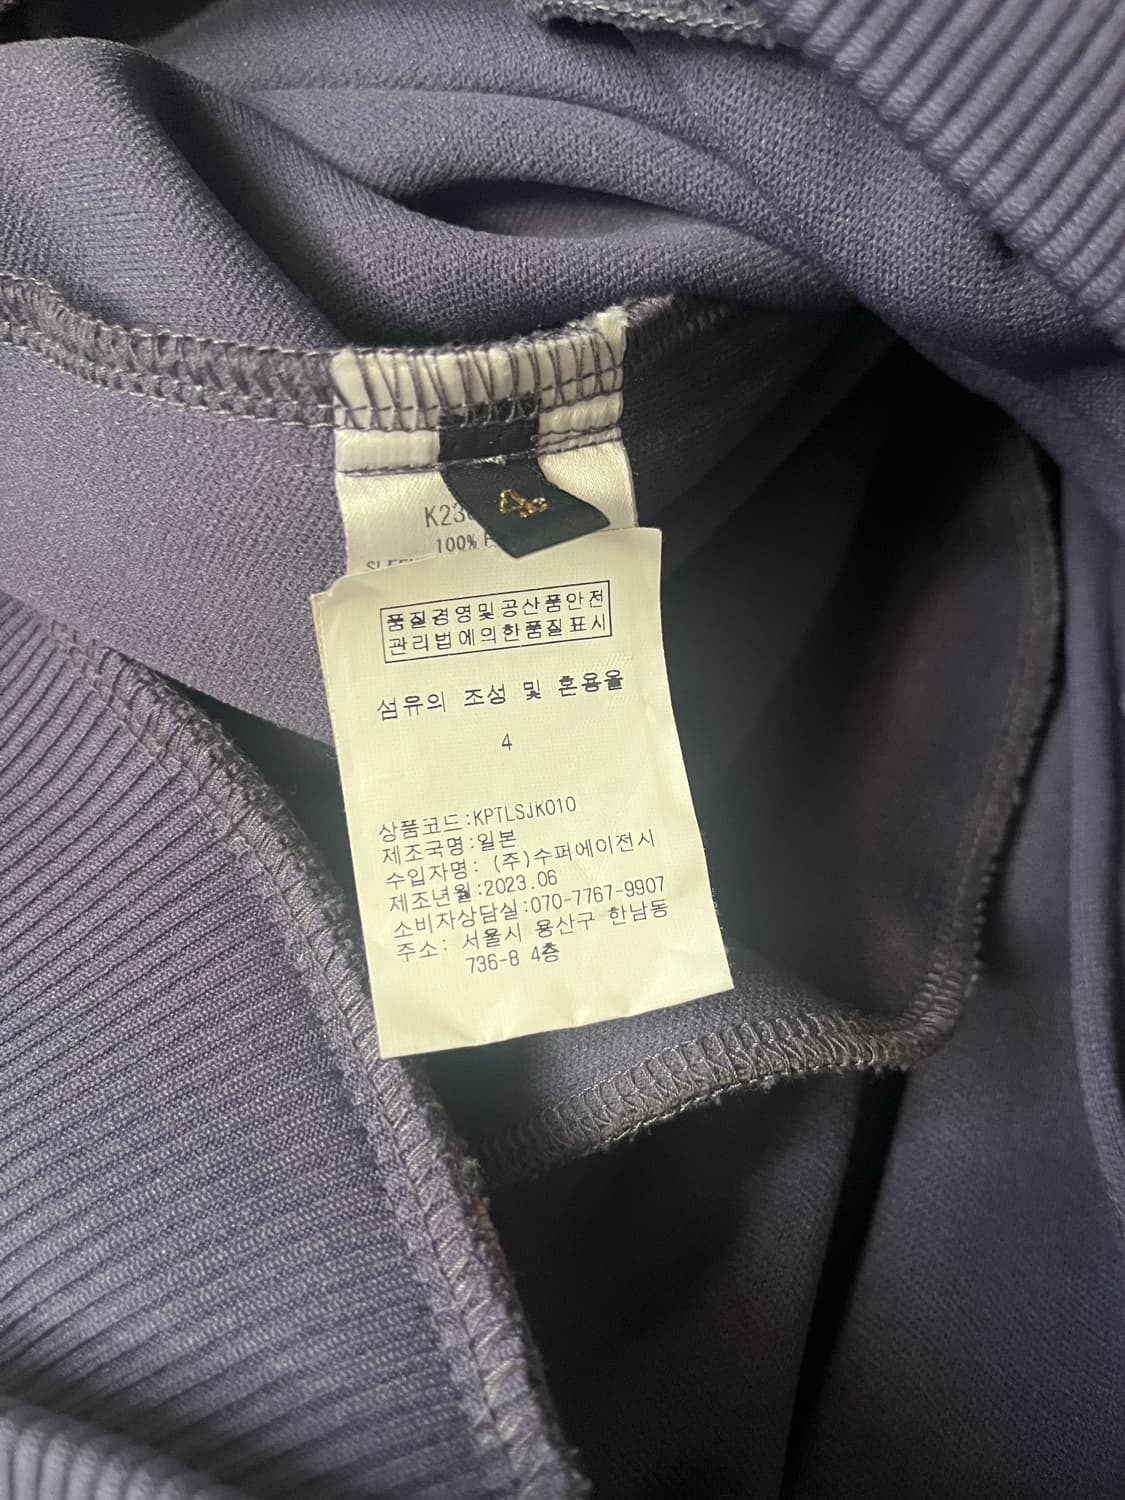 4
100%
품질경영및공산품안전
관리법에의한품질표시
섬유의 조성 및 혼용율
4
상품코드:KPTLSJK010
제조국명:일본
수입자명: (주)수퍼에이전시
제조년월:2023.06
소비자상담실:070-7767-9907
주소: 서울시 용산구 한남동
736-8 4층